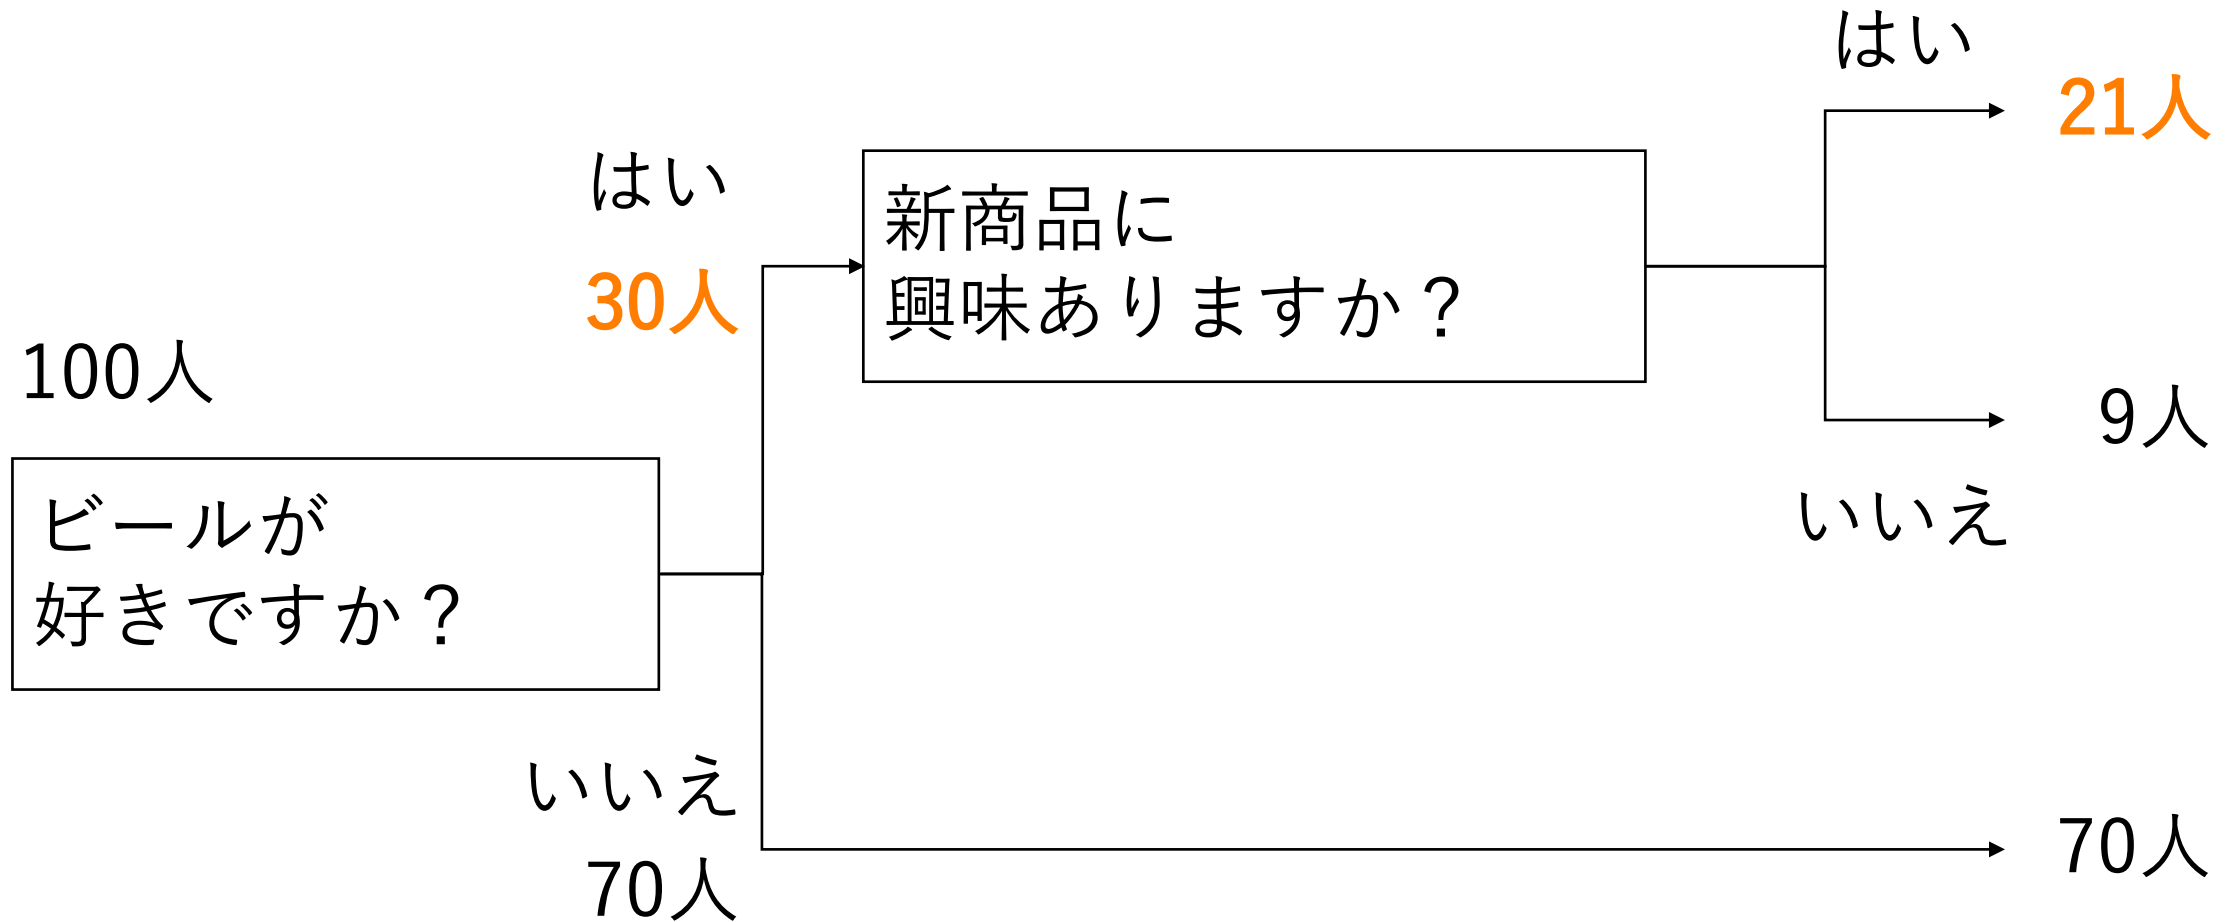 はい
21人
はい
30人
新商品に
興味ありますか？
100人
9人
いいえ
ビールが
好きですか？
いいえ
70人
70人